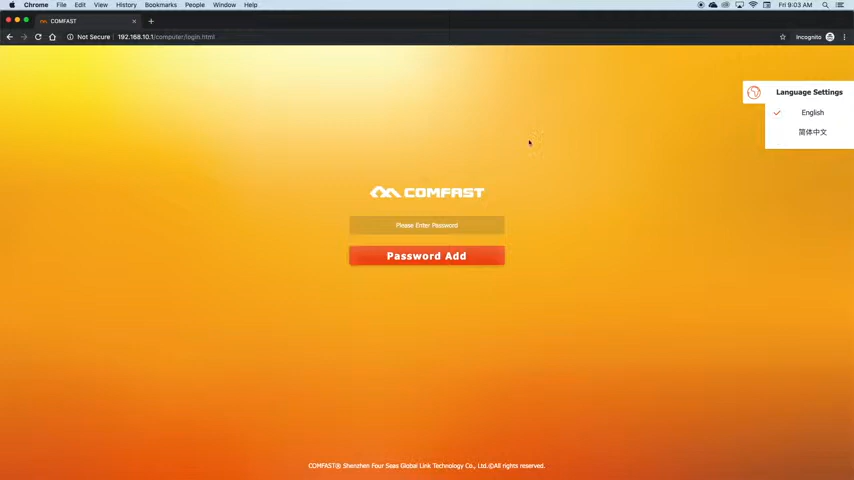 Chrome File Edit View History Bookmarks People Window Help Fri 9:03 AM
COMFAST
Not Secure 192.168.10.1/computer/login.html Incognito
Language Settings
English
简体中文
COMFAST
Please Enter Password
Password Add
COMFAST® Shenzhen Four Seas Global Link Technology Co., Ltd.©All rights reserved.